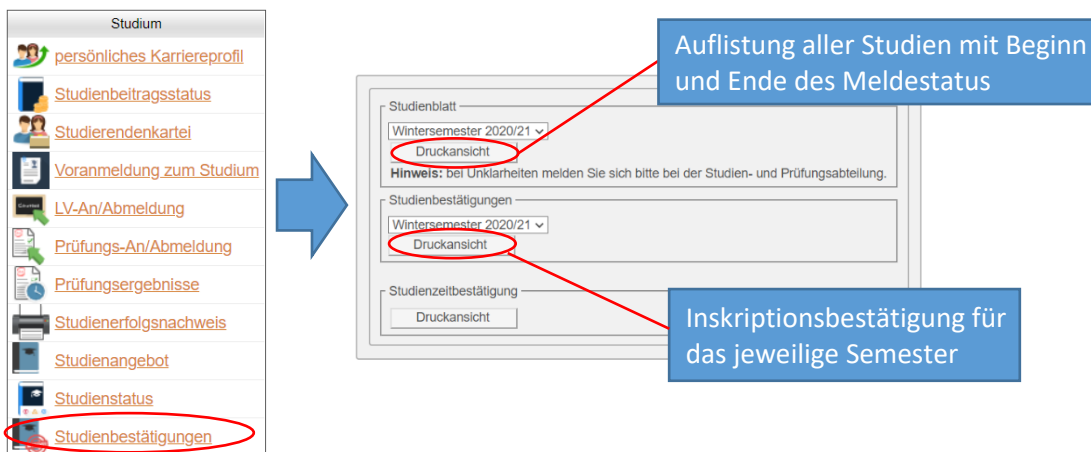 Studium
persönliches Karriereprofil
Studienbeitragsstatus
Studierendenkartei
Voranmeldung zum Studium
LV-An/Abmeldung
Prüfungs-An/Abmeldung
Prüfungsergebnisse
Studienerfolgsnachweis
Studienangebot
Studienstatus
Studienbestätigungen
Auflistung aller Studien mit Beginn
und Ende des Meldestatus
Studienblatt
Wintersemester 2020/21
Druckansicht
Hinweis: bei Unklarheiten melden Sie sich bitte bei der Studien- und Prüfungsabteilung.
Studienbestätigungen
Wintersemester 2020/21
Druckansicht
Studienzeitbestätigung
Druckansicht
Inskriptionsbestätigung für
das jeweilige Semester